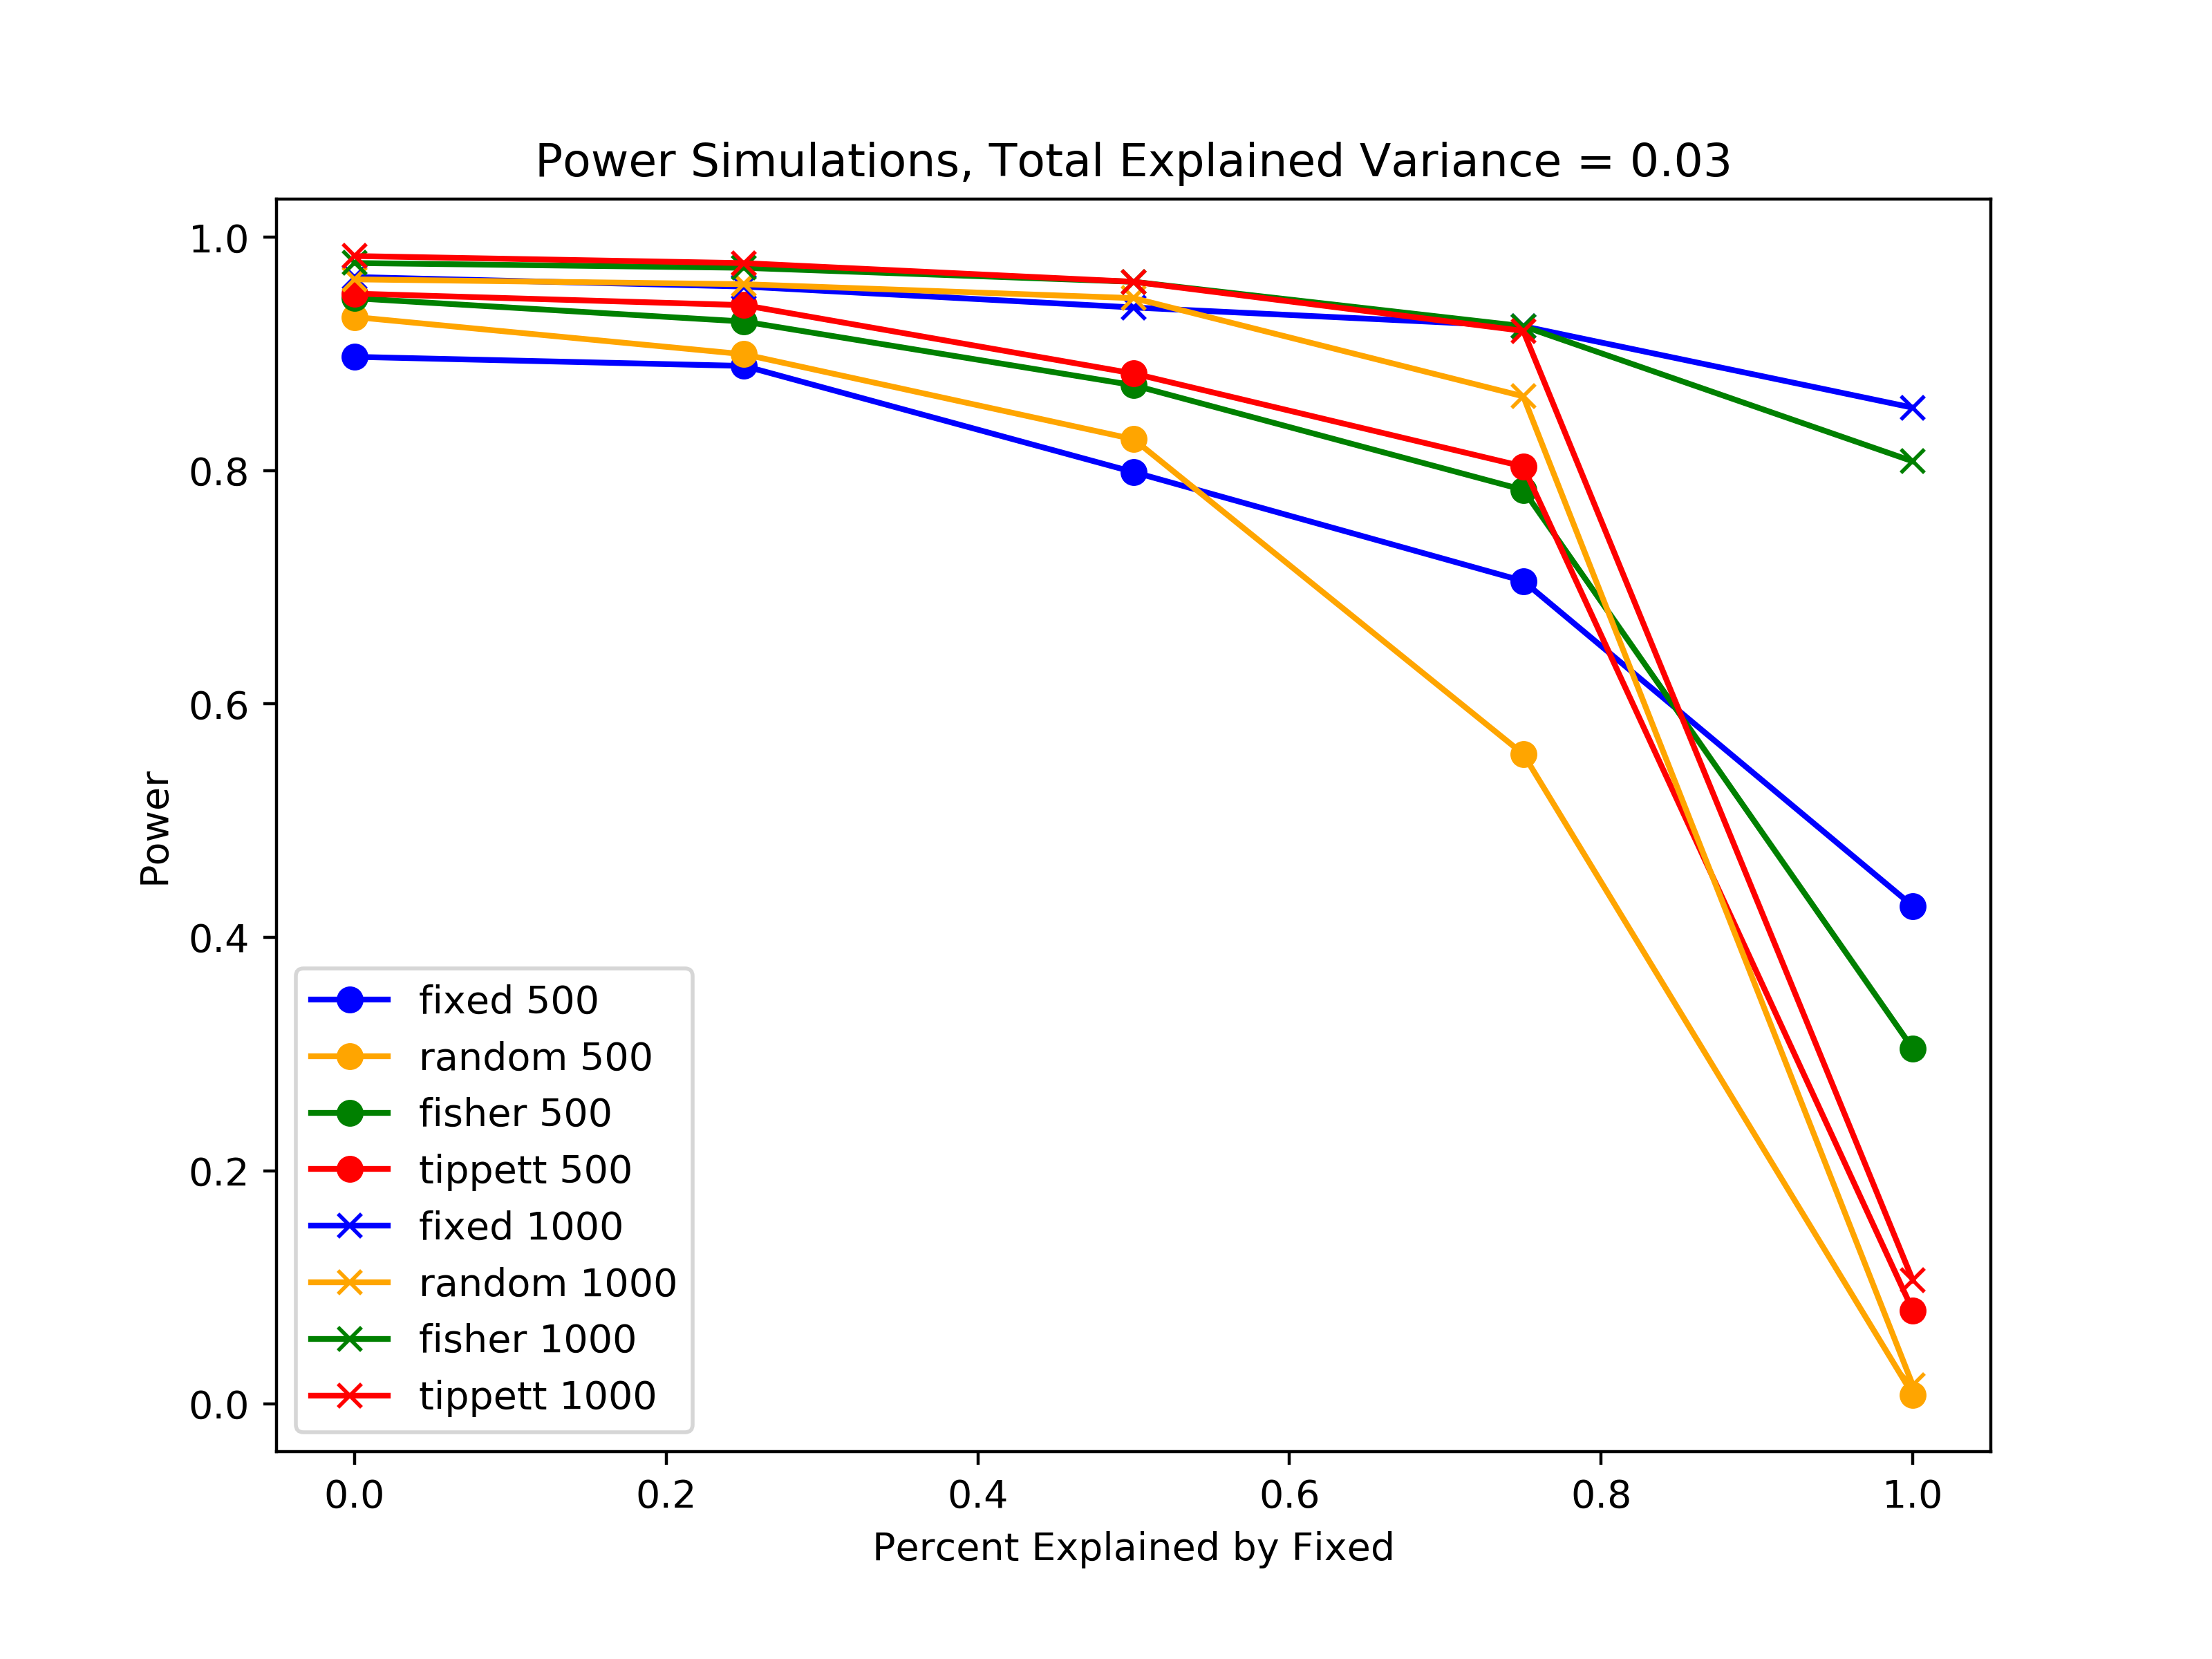 Power Simulations, Total Explained Variance = 0.03
1.0
0.8
0.6
0.4
0.2
0.0
Power
fixed 500
random 500
fisher 500
tippett 500
fixed 1000
random 1000
fisher 1000
tippett 1000
0.0 0.2 0.4 0.6 0.8 1.0
Percent Explained by Fixed